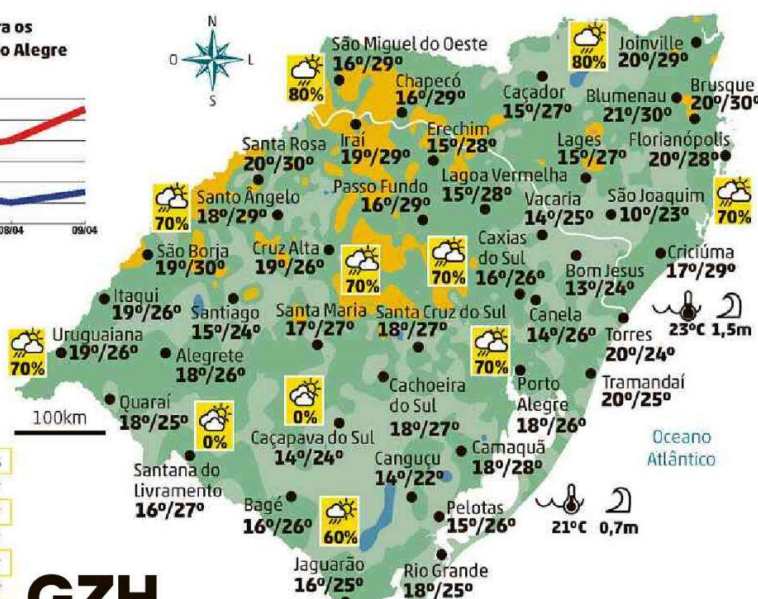 ra os
o Alegre
08/04
09/04
N
O
L
S
80%
São Miguel do Oeste
16º/29º
Chapecó
16º/29º
Caçador
15º/27º
80%
Joinville
20º/29º
Blumenau
21º/30º
Brusque
20º/30º
Iraí
19º/29º
Erechim
15º/28º
Santa Rosa
20º/30º
Lages
15º/27º
Florianópolis
20º/28º
70%
Santo Ângelo
18º/29º
Passo Fundo
16º/29º
Lagoa Vermelha
15º/28º
Vacaria
14º/25º
São Joaquim
10º/23º
70%
São Borja
19º/30º
Cruz Alta
19º/26º
70%
70%
Caxias
do Sul
16º/26º
Bom Jesus
13º/24º
Criciúma
17º/29º
Itaqui
19º/26º
Santiago
15º/24º
Santa Maria
17º/27º
Santa Cruz do Sul
18º/27º
Canela
14º/26º
23ºC 1,5m
Torres
20º/24º
70%
Uruguaiana
19º/26º
Alegrete
18º/26º
70%
Cachoeira
do Sul
18º/27º
Porto
Alegre
18º/26º
Tramandaí
20º/25º
100km
Quaraí
18º/25º
0%
0%
Caçapava do Sul
14º/24º
Camaquã
18º/28º
Oceano
Atlântico
Santana do
Livramento
16º/27º
Canguçu
14º/22º
Bagé
16º/26º
60%
Pelotas
15º/26º
21ºC 0,7m
Jaguarão
16º/25º
Rio Grande
18º/25º
GZH